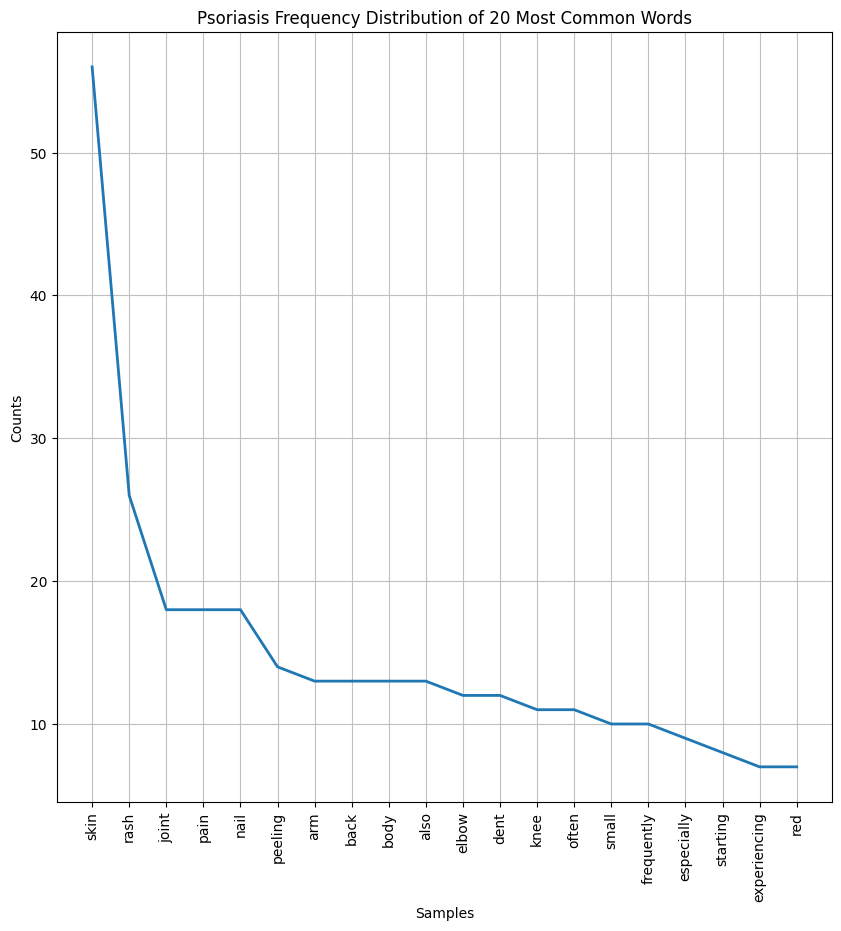 Psoriasis Frequency Distribution of 20 Most Common Words
50
40
30
20
10
Counts
skin
rash
joint
pain
nail
peeling
arm
back
body
also
elbow
dent
knee
often
small
frequently
especially
starting
experiencing
red
Samples